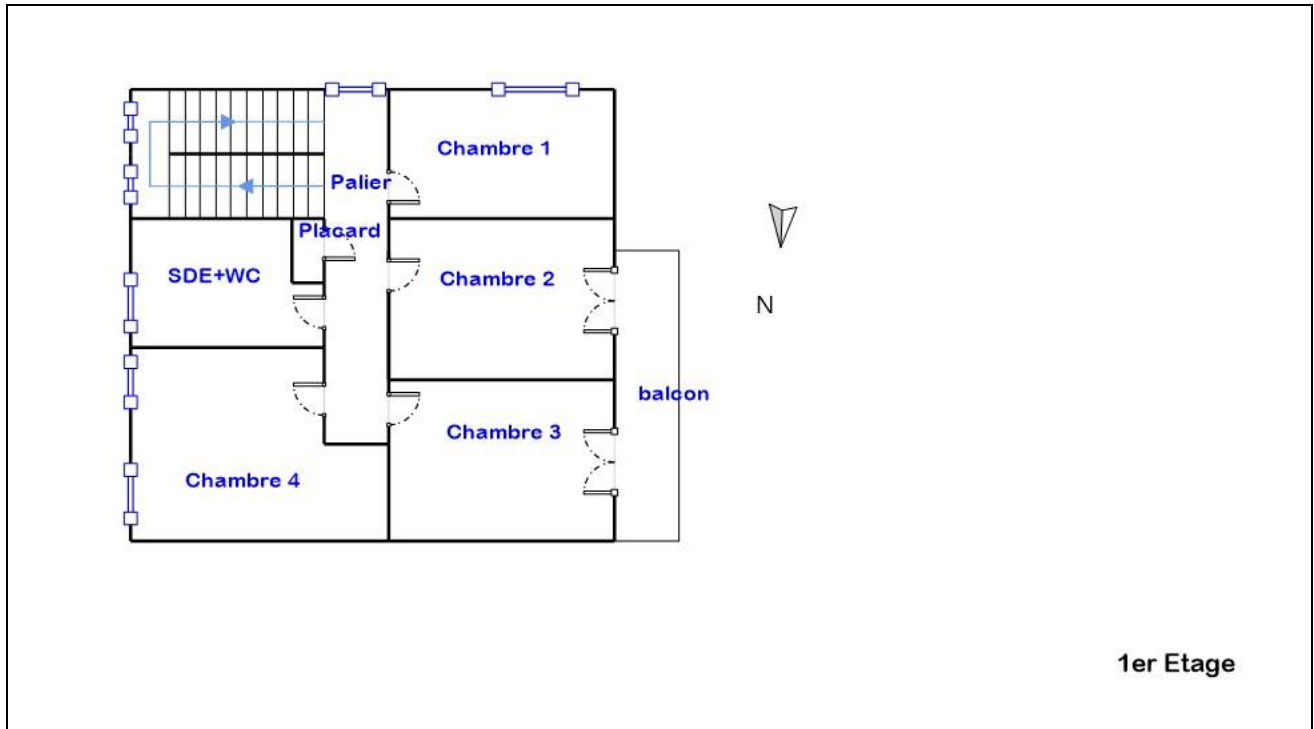 Chambre 1
Palier
Placard
SDE+WC
Chambre 2
N
balcon
Chambre 3
Chambre 4
1er Etage